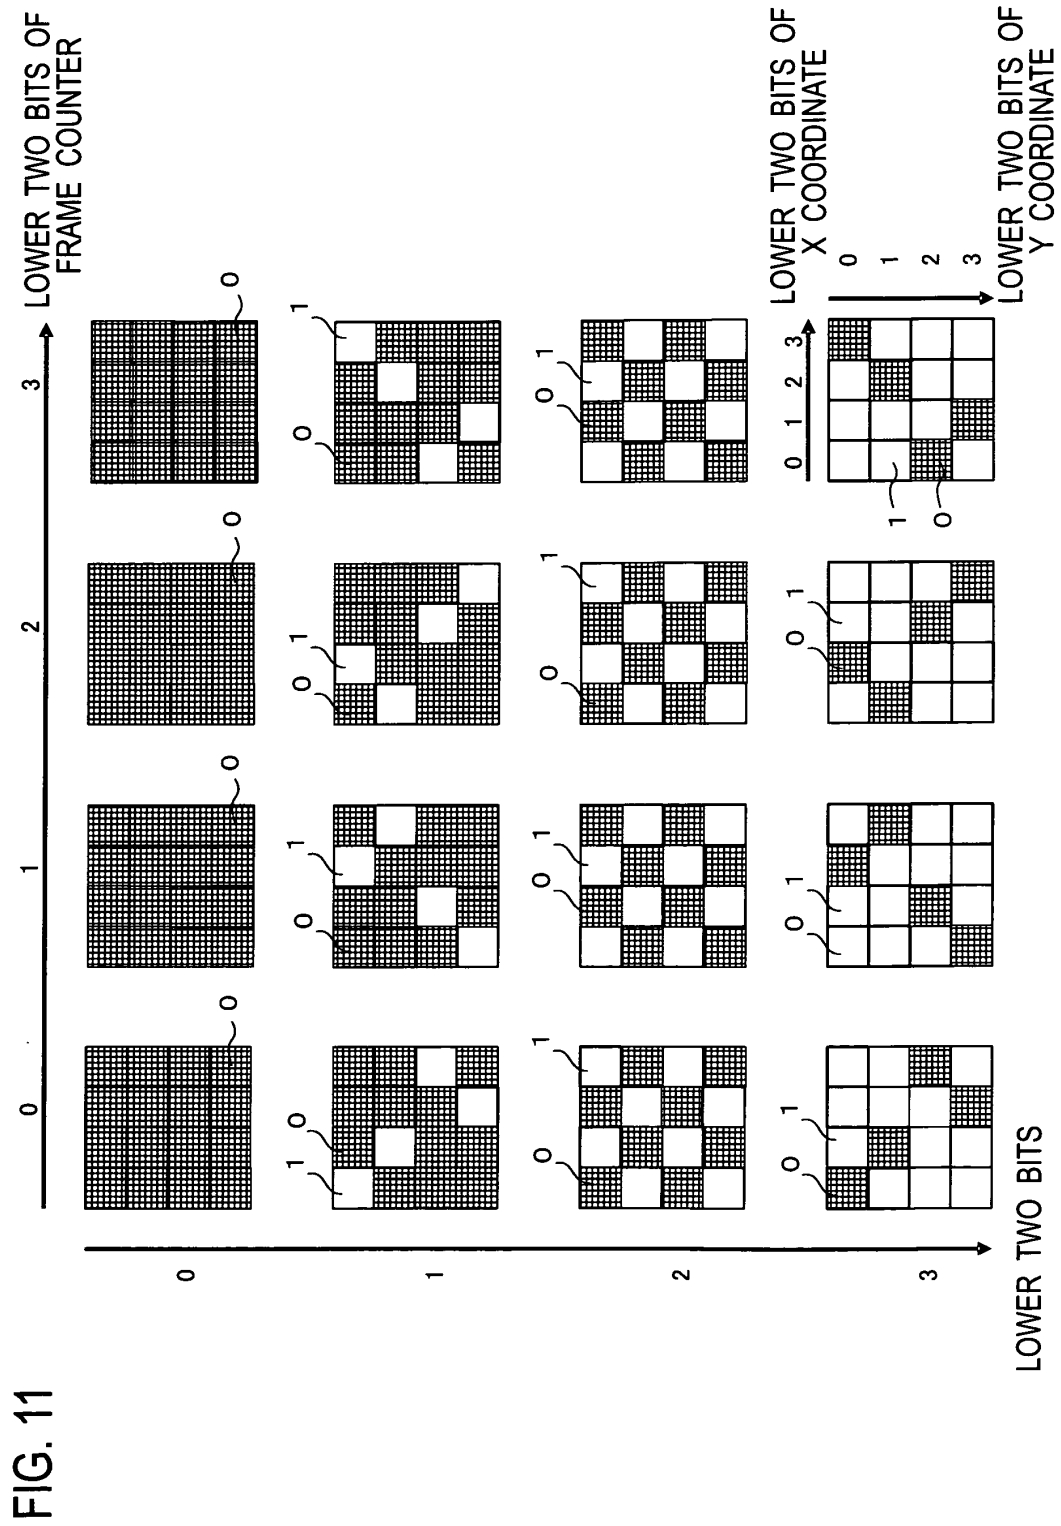 FIG. 11
LOWER TWO BITS OF
FRAME COUNTER
0 1 2 3
0
0 0 0 0
1 0 0 1 0 1 0 1
1
0 1 0 1 0 1 0 1
2
LOWER TWO BITS OF
X COORDINATE
0 1 2 3
0 1 0 1 0 1
0
1
2
3
1
0
3
LOWER TWO BITS OF
Y COORDINATE
LOWER TWO BITS